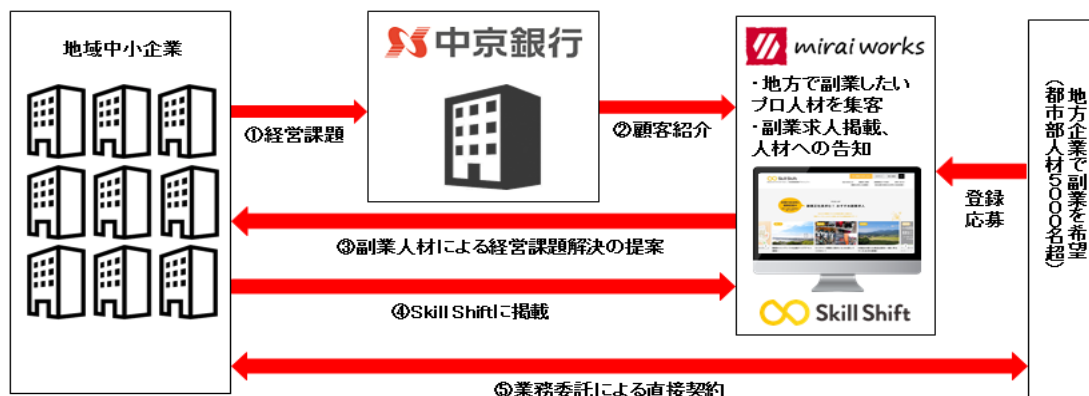 地域中小企業
中京銀行
mirai works
・地方で副業したい
プロ人材を集客
・副業求人掲載、
人材への告知
①経営課題
②顧客紹介
登録
応募
③副業人材による経営課題解決の提案
④Skill Shiftに掲載
Skill Shift
⑤業務委託による直接契約
地方企業で副業を希望
（都市部人材5000名超）